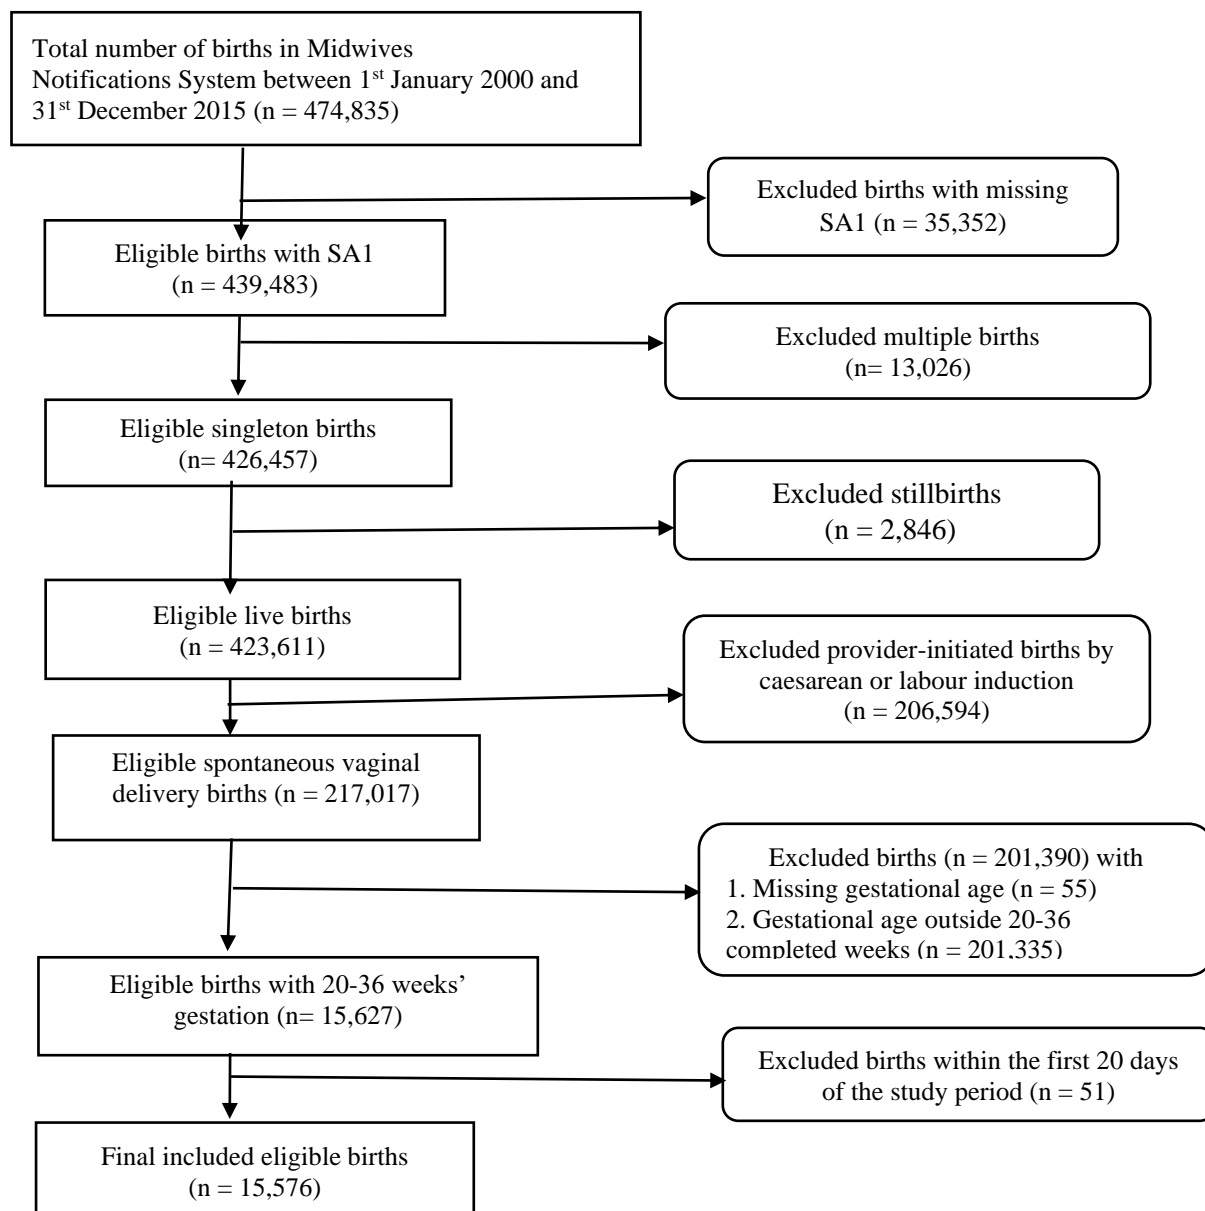 Total number of births in Midwives
Notifications System between 1st January 2000 and
31st December 2015 (n = 474,835)
Excluded births with missing
SA1 (n = 35,352)
Eligible births with SA1
(n = 439,483)
Excluded multiple births
(n= 13,026)
Eligible singleton births
(n= 426,457)
Excluded stillbirths
(n = 2,846)
Eligible live births
(n = 423,611)
Excluded provider-initiated births by
caesarean or labour induction
(n = 206,594)
Eligible spontaneous vaginal
delivery births (n = 217,017)
Excluded births (n = 201,390) with
1. Missing gestational age (n = 55)
2. Gestational age outside 20-36
completed weeks (n = 201,335)
Eligible births with 20-36 weeks’
gestation (n= 15,627)
Excluded births within the first 20 days
of the study period (n = 51)
Final included eligible births
(n = 15,576)